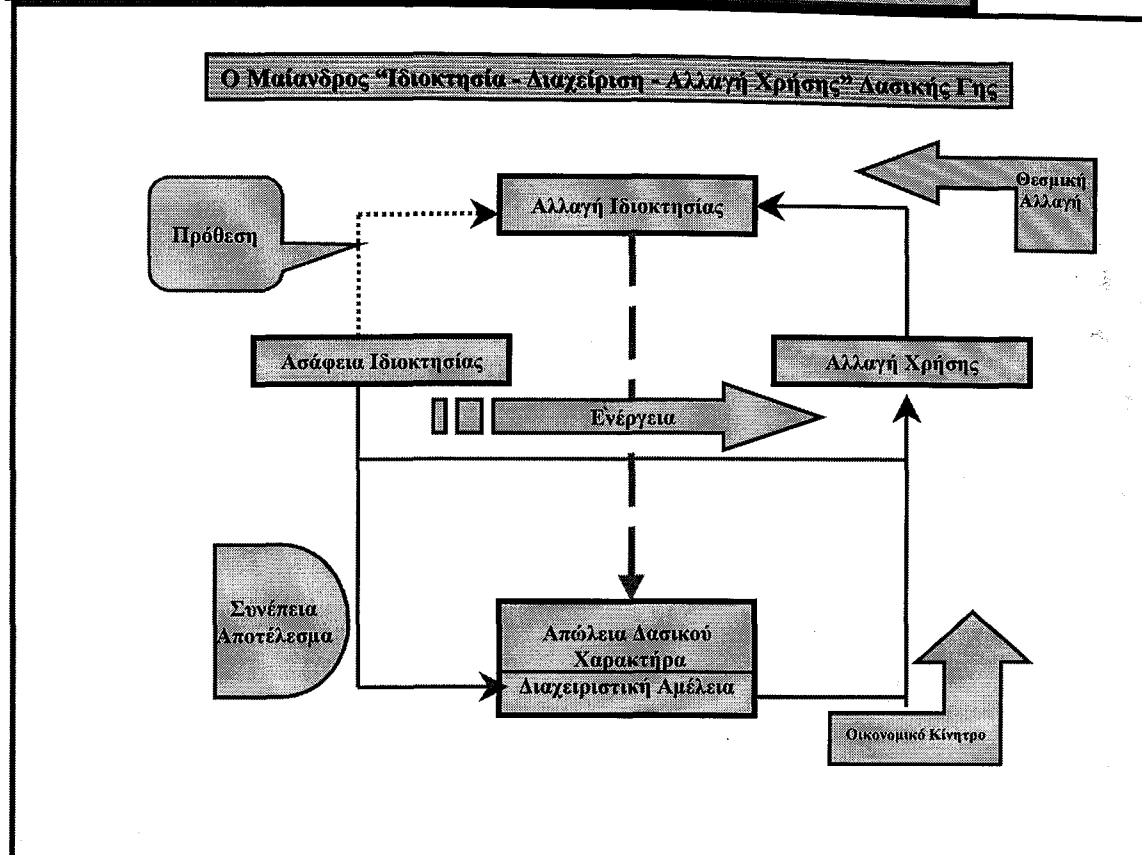 Ο Μαίανδρος “Ιδιοκτησία - Διαχείριση - Αλλαγή Χρήσης” Δασικής Γης
Θεσμική
Αλλαγή
Αλλαγή Ιδιοκτησίας
Πρόθεση
Ασάφεια Ιδιοκτησίας
Αλλαγή Χρήσης
Ενέργεια
Συνέπεια
Αποτέλεσμα
Απώλεια Δασικού
Χαρακτήρα
Διαχειριστική Αμέλεια
Οικονομικό Κίνητρο